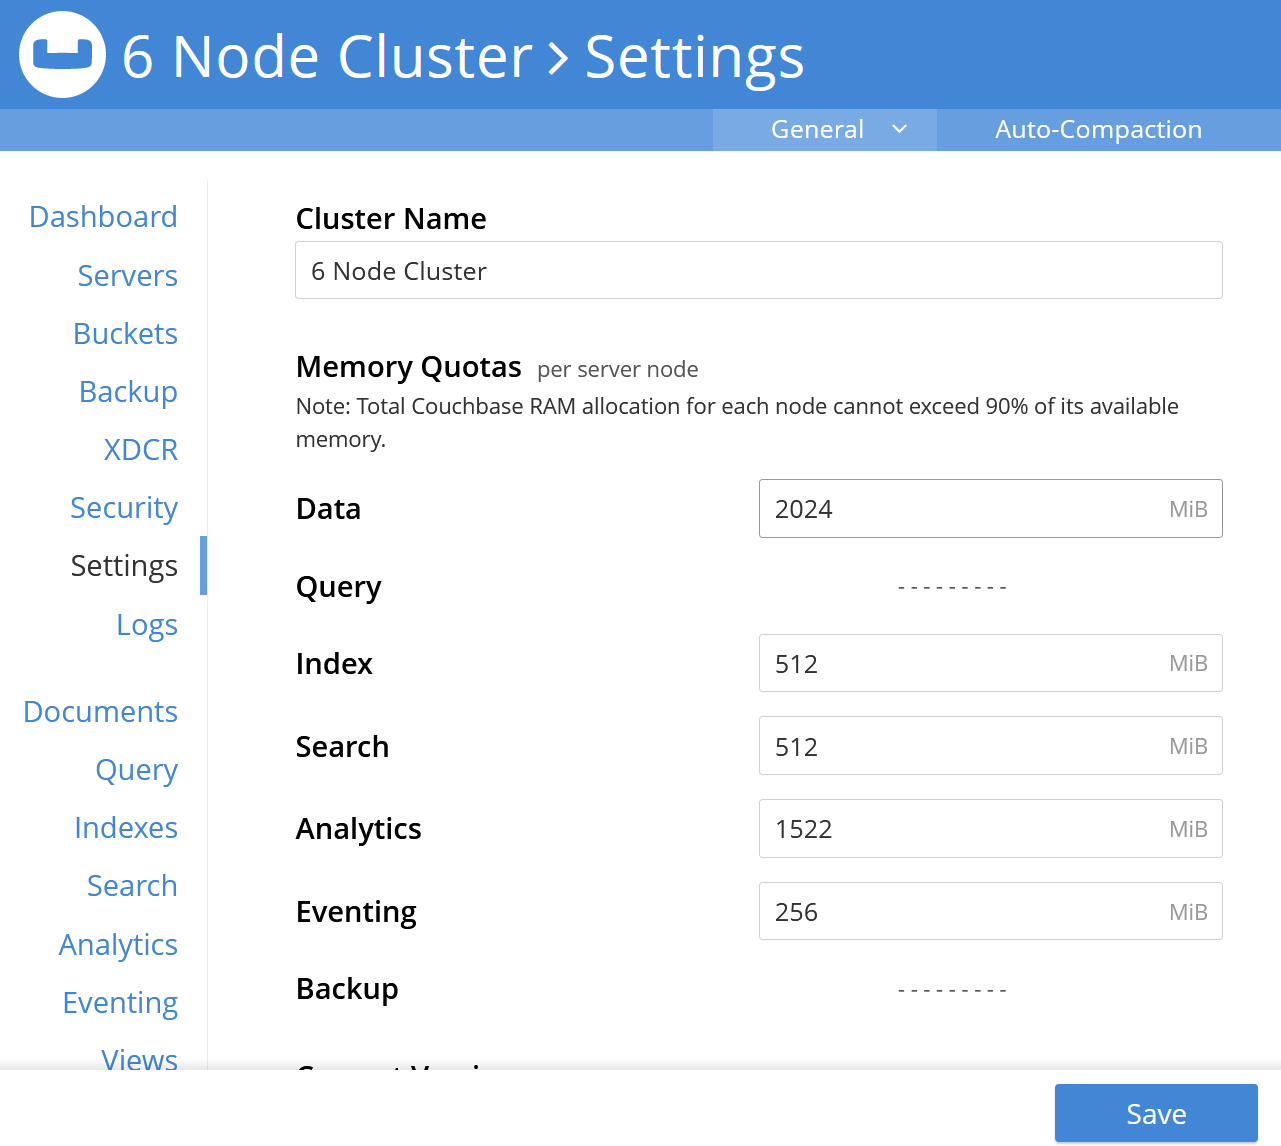 6 Node Cluster > Settings
General
Auto-Compaction
Dashboard
Servers
Buckets
Backup
XDCR
Security
Settings
Logs
Documents
Query
Indexes
Search
Analytics
Eventing
Views
Cluster Name
6 Node Cluster
Memory Quotas per server node
Note: Total Couchbase RAM allocation for each node cannot exceed 90% of its available
memory.
Data 2024 MiB
Query ---------
Index 512 MiB
Search 512 MiB
Analytics 1522 MiB
Eventing 256 MiB
Backup ---------
Save